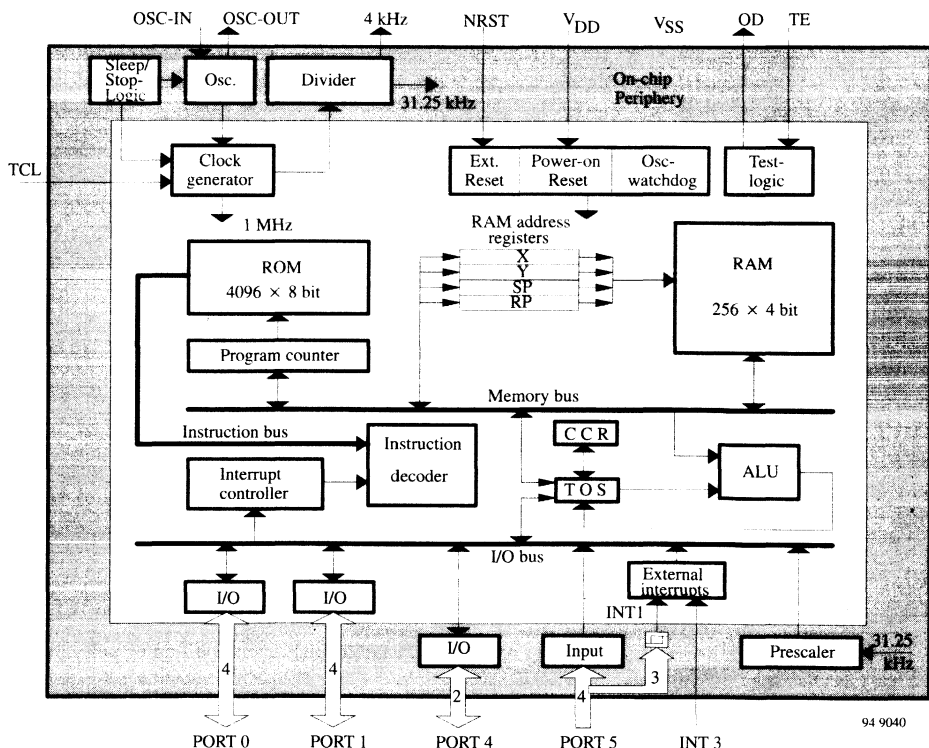 OSC-IN OSC-OUT 4 kHz NRST VDD VSS OD TE
Sleep/
Stop-
Logic
Osc.
Divider
31.25 kHz
On-chip
Periphery
TCL
Clock
generator
Ext.
Reset
Power-on
Reset
Osc-
watchdog
Test-
logic
1 MHz
ROM
4096 × 8 bit
RAM address
registers
X
Y
SP
RP
RAM
256 × 4 bit
Program counter
Memory bus
Instruction bus
Instruction
decoder
Interrupt
controller
C C R
T O S
ALU
I/O bus
I/O
I/O
External
interrupts
INT1
I/O
Input
Prescaler
31.25
kHz
4
4
2
4
3
94 9040
PORT 0 PORT 1 PORT 4 PORT 5 INT 3